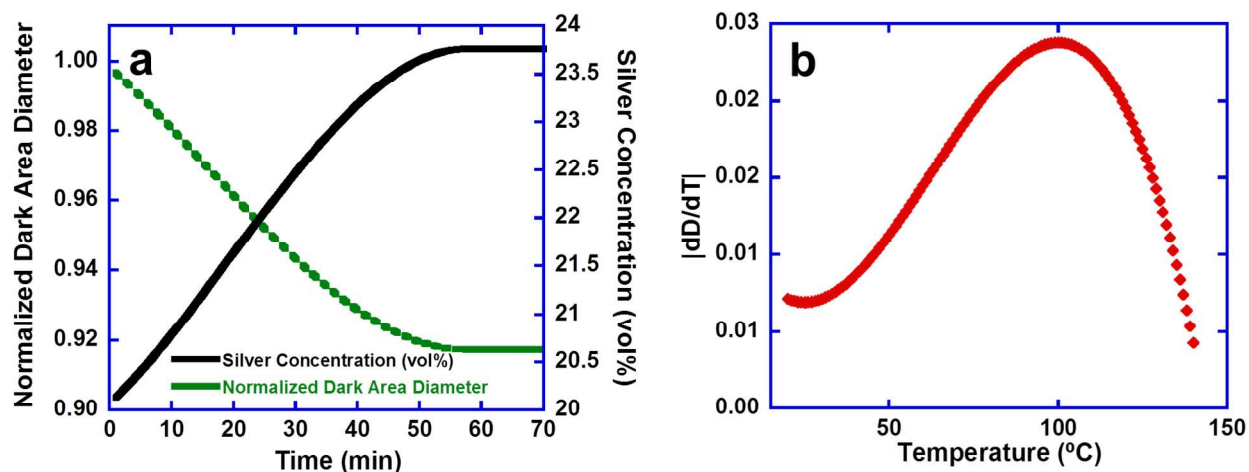 a
Normalized Dark Area Diameter
1.00
0.98
0.96
0.94
0.92
0.90
24
23.5
23
22.5
22
21.5
21
20.5
20
Silver Concentration (vol%)
Silver Concentration (vol%)
Normalized Dark Area Diameter
0 10 20 30 40 50 60 70
Time (min)
b
|dD/dT|
0.03
0.02
0.02
0.01
0.01
0.00
50 100 150
Temperature (ºC)